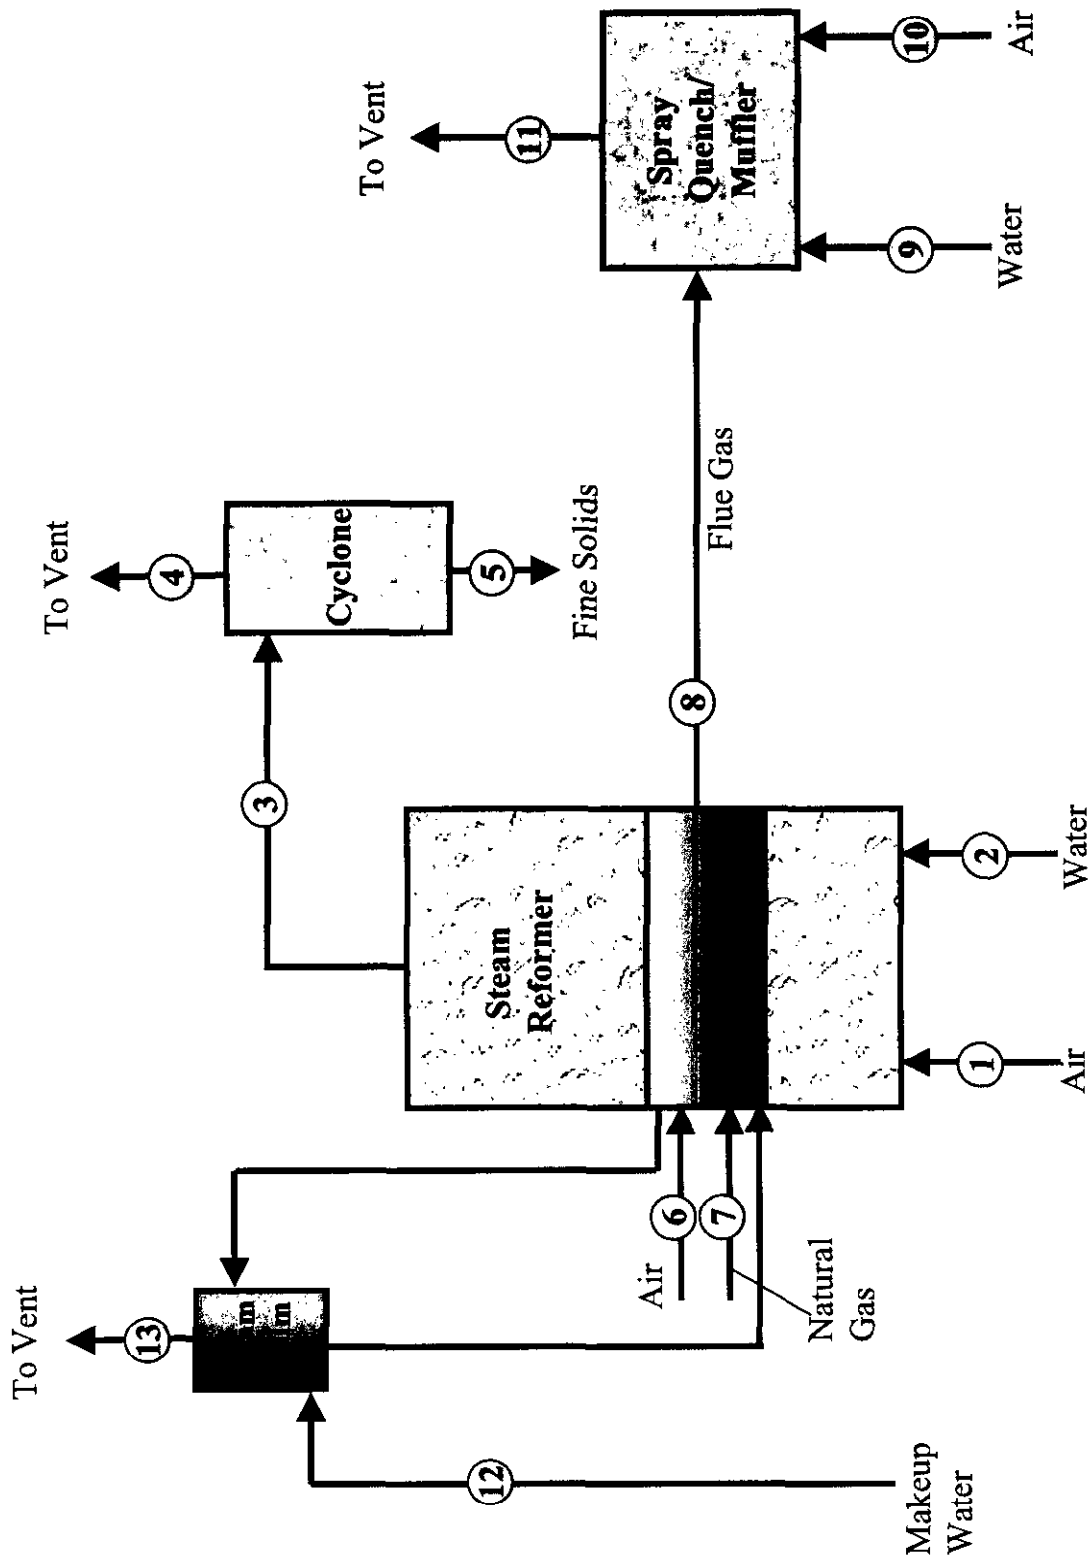 To Vent
13
12
Makeup
Water
Air
6
7
Natural
Gas
Steam
Reformer
1
Air
2
Water
3
To Vent
4
Cyclone
5
Fine Solids
8
Flue Gas
To Vent
11
Spray
Quench/
Muffler
9
Water
10
Air